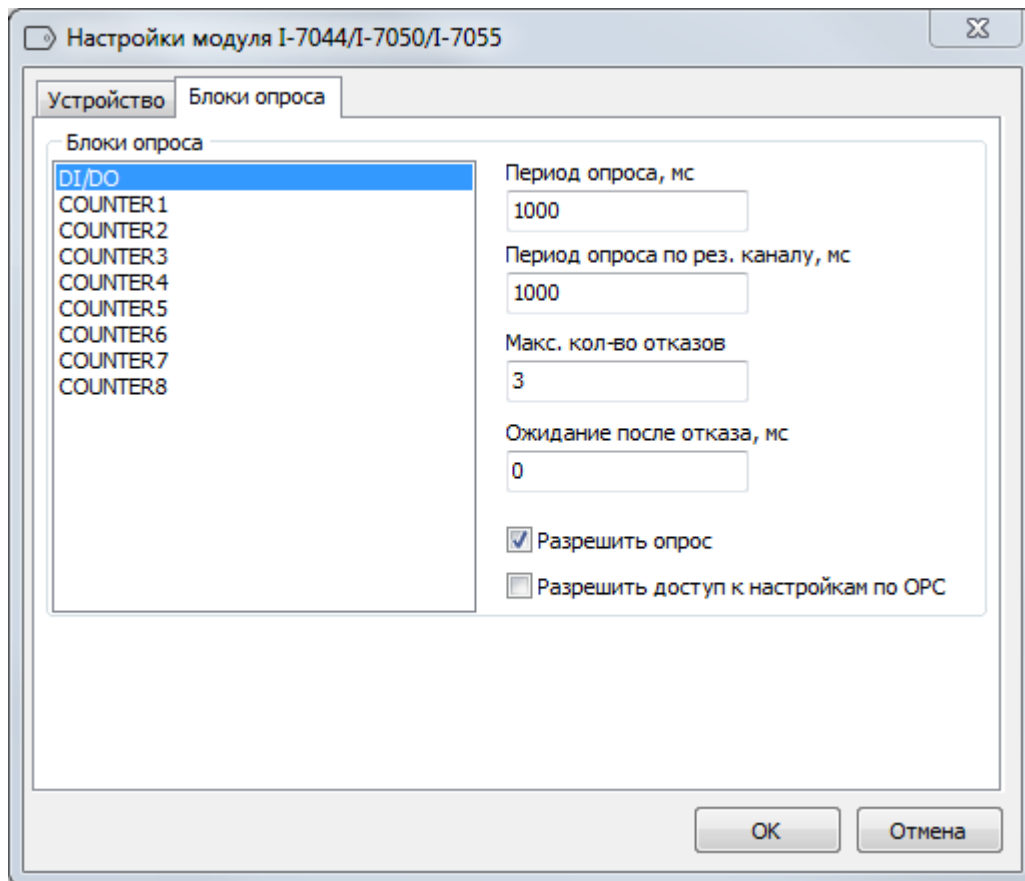 Настройки модуля I-7044/I-7050/I-7055
Устройство
Блоки опроса
Блоки опроса
DI/DO
COUNTER1
COUNTER2
COUNTER3
COUNTER4
COUNTER5
COUNTER6
COUNTER7
COUNTER8
Период опроса, мс
1000
Период опроса по рез. каналу, мс
1000
Макс. кол-во отказов
3
Ожидание после отказа, мс
0
Разрешить опрос
Разрешить доступ к настройкам по OPC
OK
Отмена